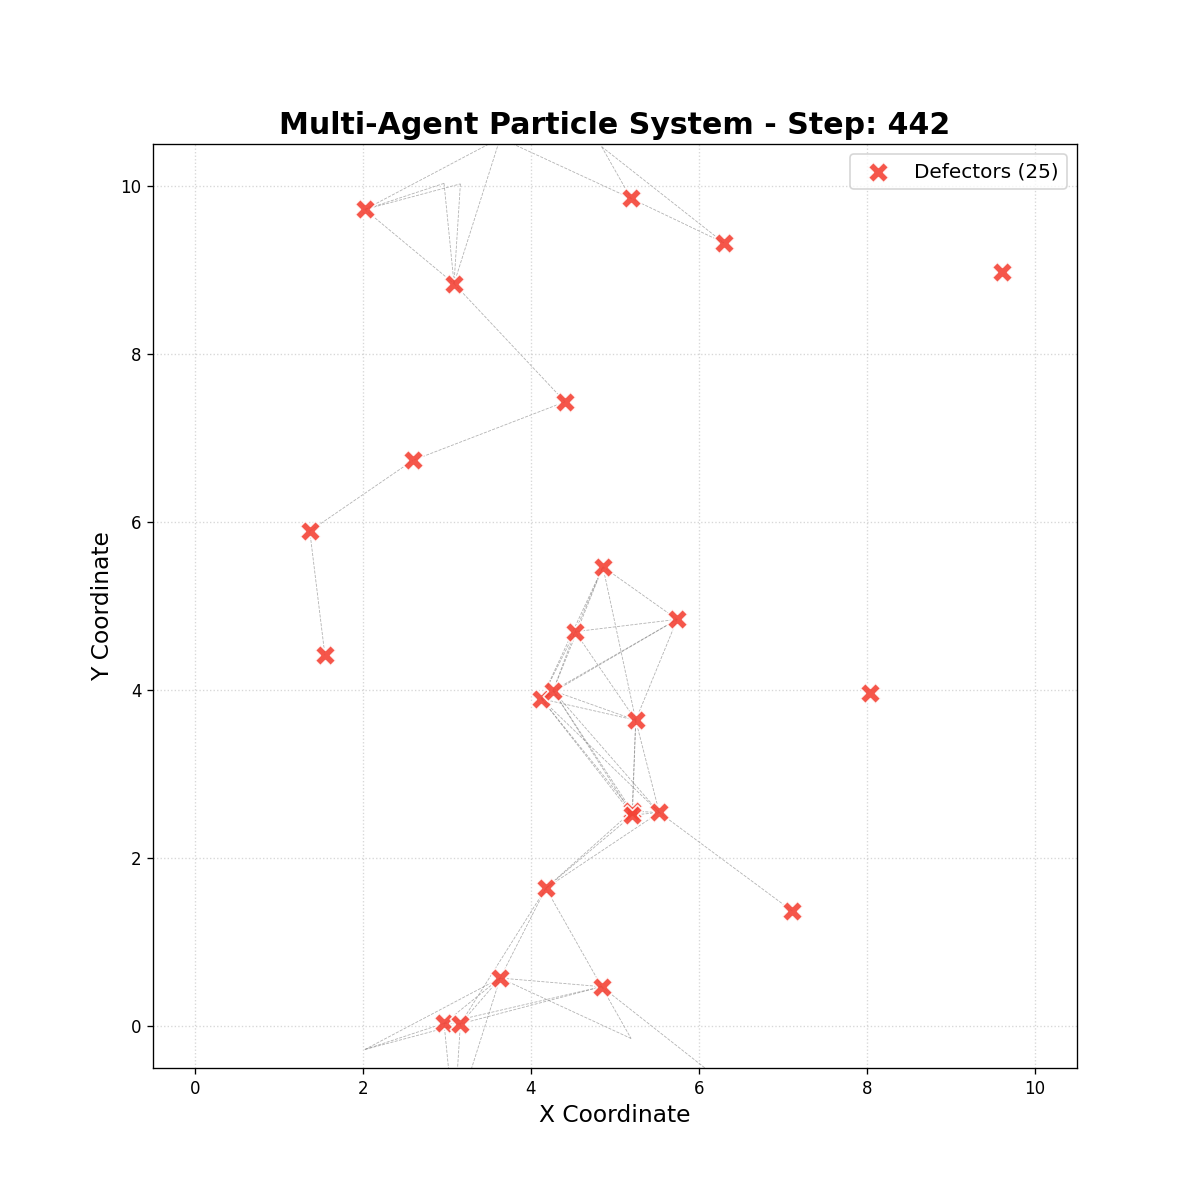 Multi-Agent Particle System - Step: 442
Defectors (25)
10
8
6
4
2
0
Y Coordinate
0 2 4 6 8 10
X Coordinate